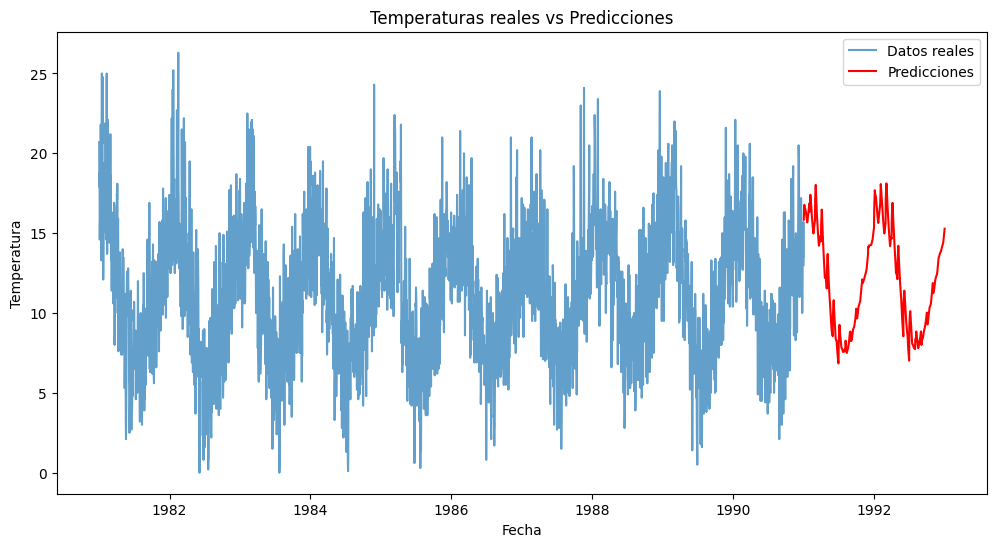 Temperaturas reales vs Predicciones
Datos reales
Predicciones
Temperatura
25
20
15
10
5
0
1982
1984
1986
1988
1990
1992
Fecha